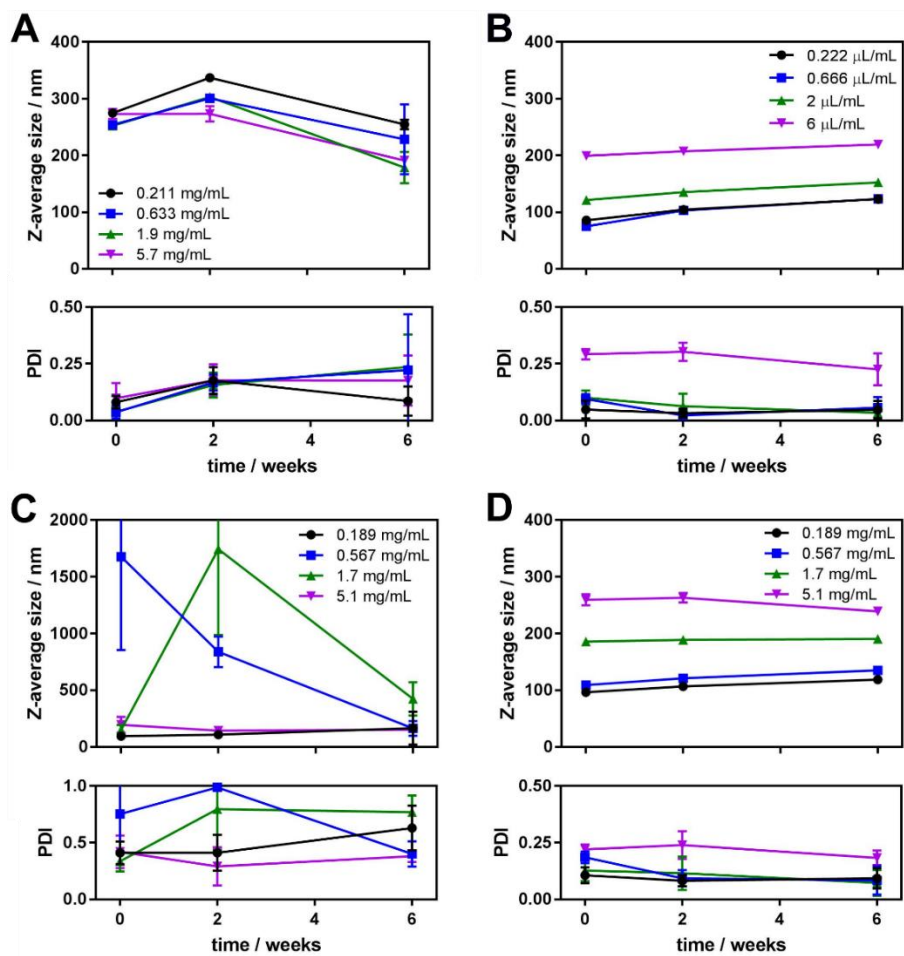 A
Z-average size / nm
400
300
200
100
0
0.211 mg/mL
0.633 mg/mL
1.9 mg/mL
5.7 mg/mL
PDI
0.50
0.25
0.00
0 2 4 6
time / weeks
B
Z-average size / nm
400
300
200
100
0
0.222 µL/mL
0.666 µL/mL
2 µL/mL
6 µL/mL
PDI
0.50
0.25
0.00
0 2 4 6
time / weeks
C
Z-average size / nm
2000
1500
1000
500
0
0.189 mg/mL
0.567 mg/mL
1.7 mg/mL
5.1 mg/mL
PDI
1.0
0.5
0.0
0 2 4 6
time / weeks
D
Z-average size / nm
400
300
200
100
0
0.189 mg/mL
0.567 mg/mL
1.7 mg/mL
5.1 mg/mL
PDI
0.50
0.25
0.00
0 2 4 6
time / weeks